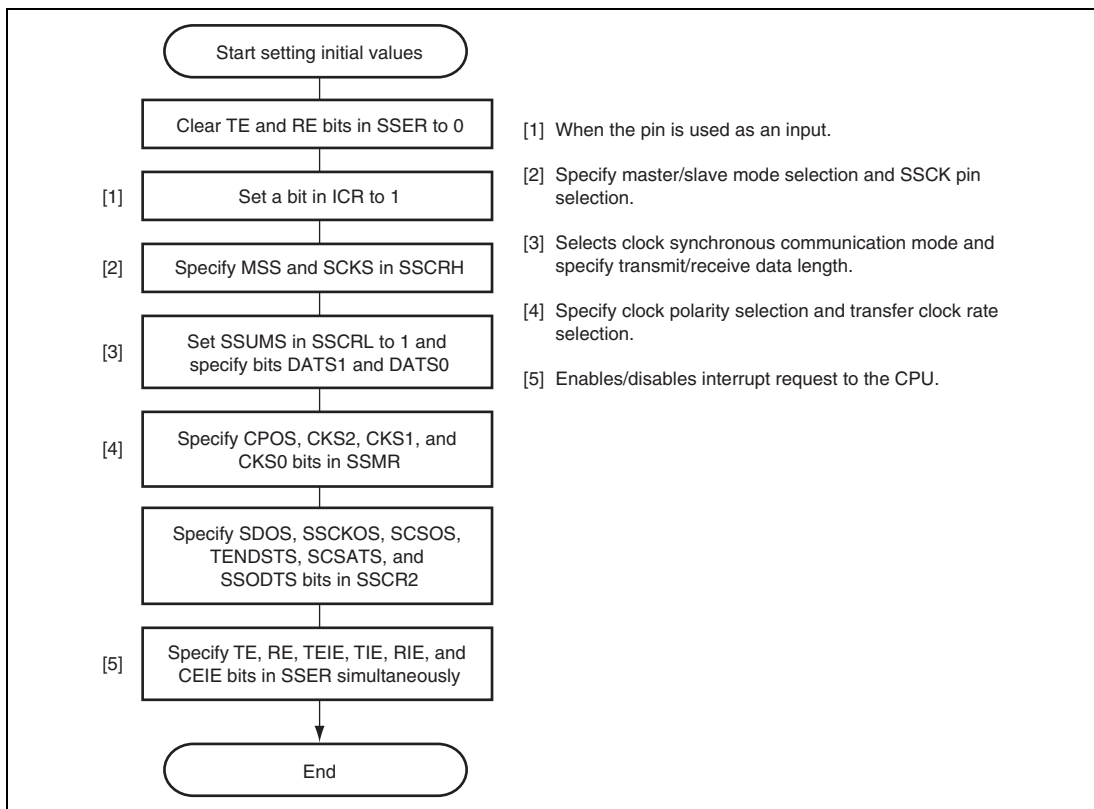 Start setting initial values
Clear TE and RE bits in SSER to 0
[1] Set a bit in ICR to 1
[2] Specify MSS and SCKS in SSCRH
[3] Set SSUMS in SSCRL to 1 and
specify bits DATS1 and DATS0
[4] Specify CPOS, CKS2, CKS1, and
CKS0 bits in SSMR
Specify SDOS, SSCKOS, SCSOS,
TENDSTS, SCSATS, and
SSODTS bits in SSCR2
[5] Specify TE, RE, TEIE, TIE, RIE, and
CEIE bits in SSER simultaneously
End
[1] When the pin is used as an input.
[2] Specify master/slave mode selection and SSCK pin
selection.
[3] Selects clock synchronous communication mode and
specify transmit/receive data length.
[4] Specify clock polarity selection and transfer clock rate
selection.
[5] Enables/disables interrupt request to the CPU.